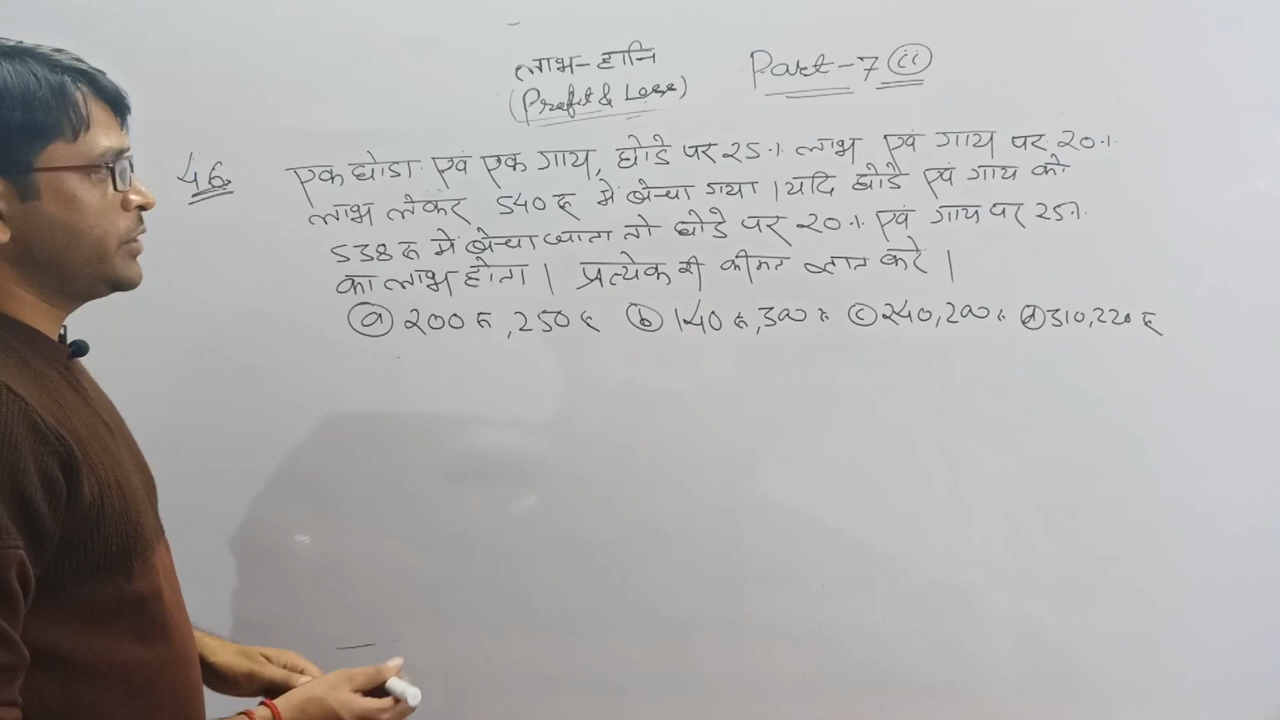 लाभ-हानि
(Profit & Loss)
Part-7 (ii)
46. एक घोडा एवं एक गाय, घोडे पर 25% लाभ एवं गाय पर 20%
लाभ लेकर 540 रु में बेच्चा गया। यदि घोडे एवं गाय को
538 रु में बेच्चा जाता तो घोडे पर 20% एवं गाय पर 25%
का लाभ होता। प्रत्येक की कीमत ज्ञात करे।
(a) 200 रु, 250 रु (b) 140 रु, 300 रु (c) 240, 200 रु (d) 310, 220 रु